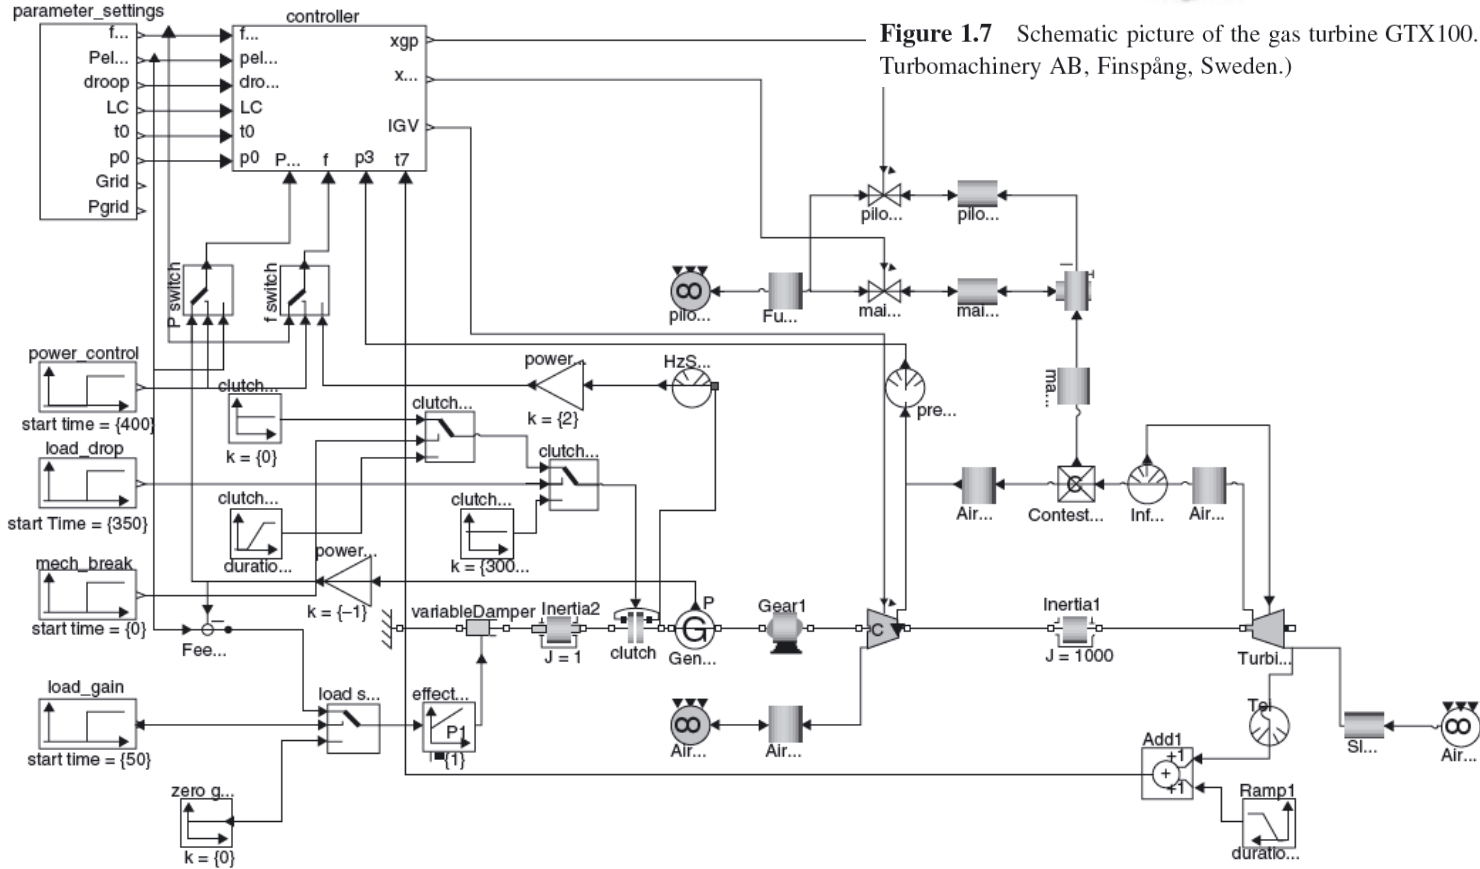 parameter_settings
controller
Figure 1.7 Schematic picture of the gas turbine GTX100.
Turbomachinery AB, Finspång, Sweden.)
f...
Pel...
droop
LC
t0
p0
Grid
Pgrid
f...
pel...
dro...
LC
t0
p0
P...
f
p3
t7
xgp
x...
IGV
pilo...
pilo...
P switch
f switch
pilo...
Fu...
mai...
mai...
power_control
start time = {400}
clutch...
k = {0}
clutch...
power...
k = {2}
HzS...
pre...
ma...
load_drop
start Time = {350}
clutch...
duratio...
clutch...
k = {300...
clutch...
Air...
C
Contest...
Inf...
Air...
mech_break
start time = {0}
power...
k = {–1}
Fee...
variableDamper
Inertia2
J = 1
clutch
P
G
Gen...
Gear1
C
Inertia1
J = 1000
Turbi...
load_gain
start time = {50}
load s...
effect...
P1
{1}
Air...
Air...
SI...
Air...
zero g...
k = {0}
Add1
+1
+
+1
Ramp1
duratio...